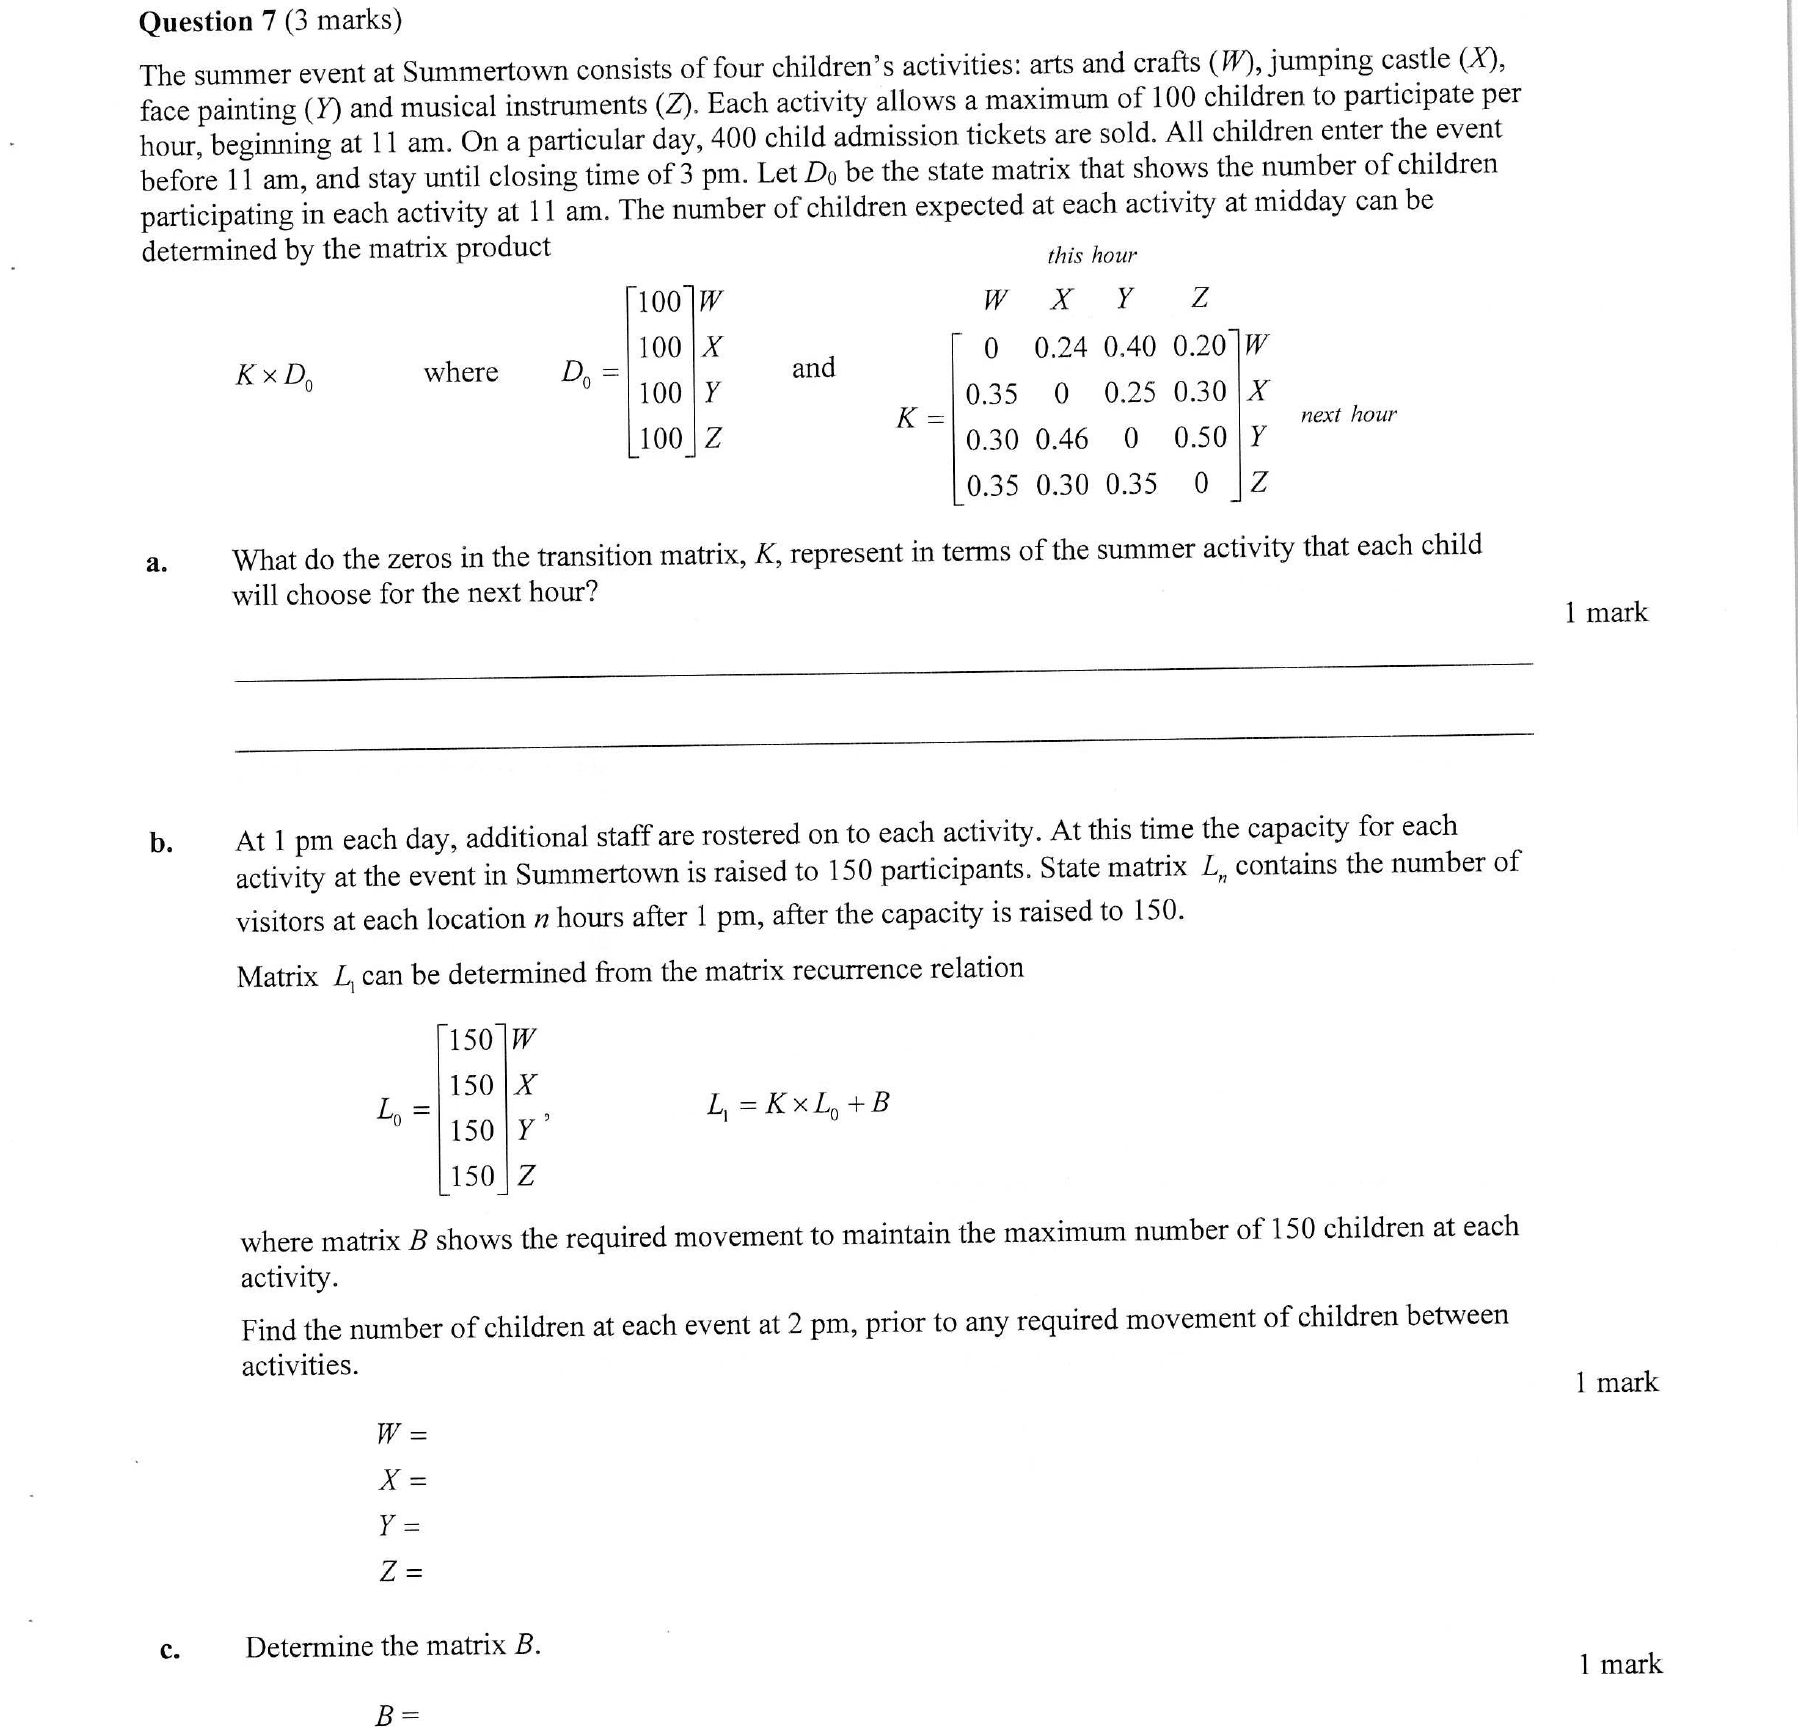 Question 7 (3 marks)
The summer event at Summertown consists of four children's activities: arts and crafts (W), jumping castle (X),
face painting (Y) and musical instruments (Z). Each activity allows a maximum of 100 children to participate per
hour, beginning at 11 am. On a particular day, 400 child admission tickets are sold. All children enter the event
before 11 am, and stay until closing time of 3 pm. Let D₀ be the state matrix that shows the number of children
participating in each activity at 11 am. The number of children expected at each activity at midday can be
determined by the matrix product
this hour
W X Y Z
K × D₀ where D₀ = [100] W
100 X
100 Y
100 Z
and
K = [0 0.24 0.40 0.20] W
0.35 0 0.25 0.30 X
0.30 0.46 0 0.50 Y
0.35 0.30 0.35 0 Z
next hour
a. What do the zeros in the transition matrix, K, represent in terms of the summer activity that each child
will choose for the next hour?
1 mark
b. At 1 pm each day, additional staff are rostered on to each activity. At this time the capacity for each
activity at the event in Summertown is raised to 150 participants. State matrix Lₙ contains the number of
visitors at each location n hours after 1 pm, after the capacity is raised to 150.
Matrix L₁ can be determined from the matrix recurrence relation
L₀ = [150] W
150 X
150 Y,
150 Z
L₁ = K × L₀ + B
where matrix B shows the required movement to maintain the maximum number of 150 children at each
activity.
Find the number of children at each event at 2 pm, prior to any required movement of children between
activities.
1 mark
W =
X =
Y =
Z =
c. Determine the matrix B.
1 mark
B =